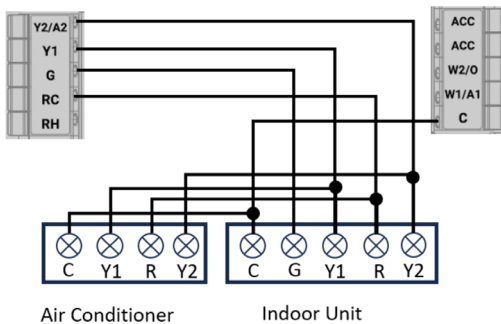 Y2/A2
Y1
G
RC
RH
ACC
ACC
W2/O
W1/A1
C
C Y1 R Y2
C G Y1 R Y2
Air Conditioner
Indoor Unit